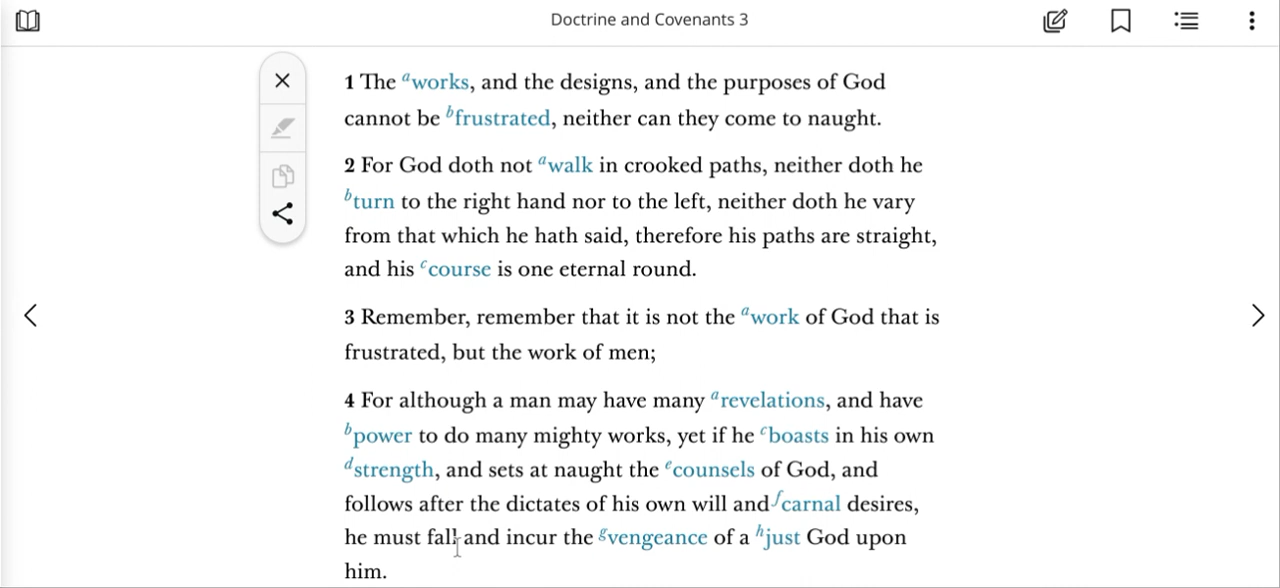 Doctrine and Covenants 3
1 The aworks, and the designs, and the purposes of God
cannot be bfrustrated, neither can they come to naught.
2 For God doth not awalk in crooked paths, neither doth he
bturn to the right hand nor to the left, neither doth he vary
from that which he hath said, therefore his paths are straight,
and his ccourse is one eternal round.
3 Remember, remember that it is not the awork of God that is
frustrated, but the work of men;
4 For although a man may have many arevelations, and have
bpower to do many mighty works, yet if he cboasts in his own
dstrength, and sets at naught the ecounsels of God, and
follows after the dictates of his own will and fcarnal desires,
he must fall and incur the gvengeance of a hjust God upon
him.